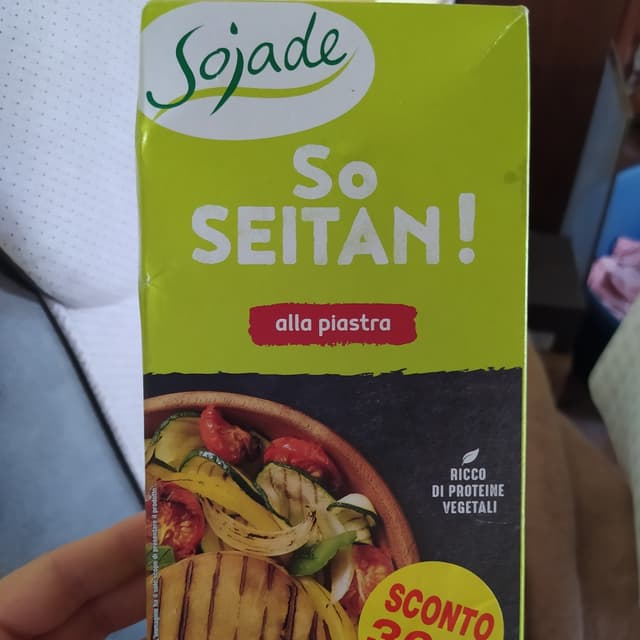 Sojade
So
SEITAN!
alla piastra
RICCO
DI PROTEINE
VEGETALI
SCONTO